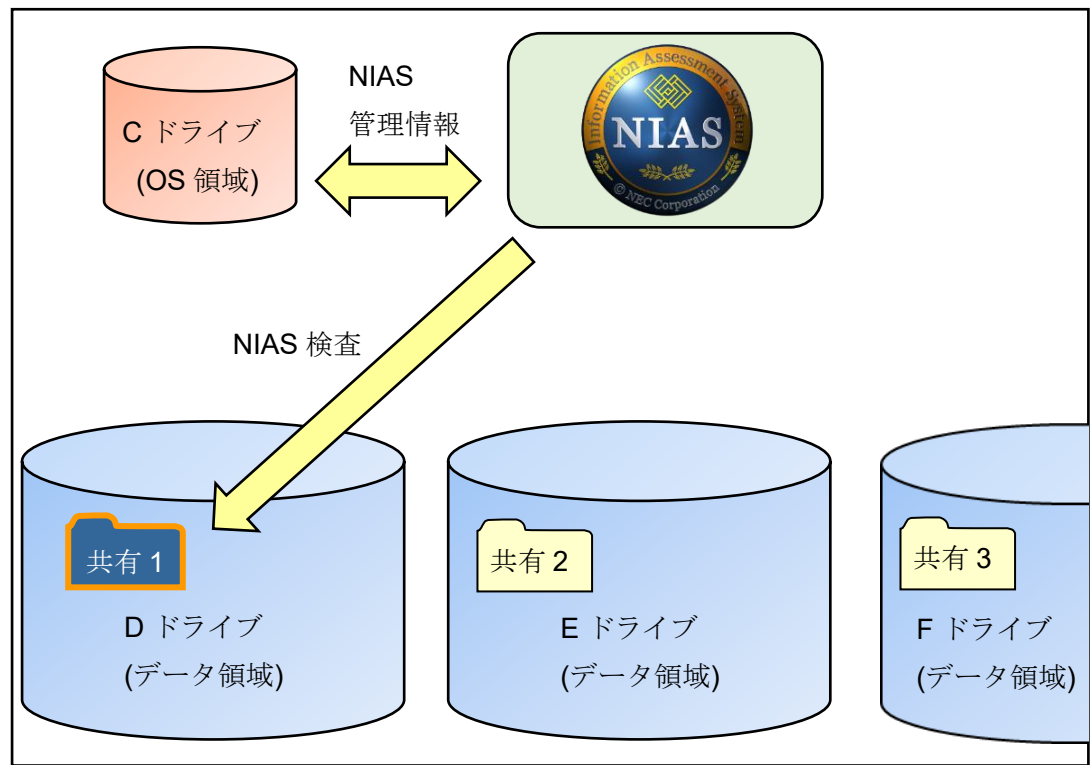 NIAS
管理情報
C ドライブ
(OS 領域)
Information Assessment System
NIAS
© NEC Corporation
NIAS 検査
共有 1
D ドライブ
(データ領域)
共有 2
E ドライブ
(データ領域)
共有 3
F ドライブ
(データ領域)